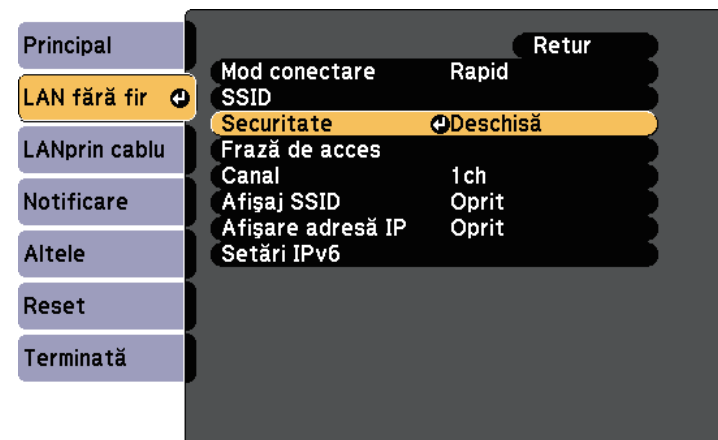 Principal
LAN fără fir
LANprin cablu
Notificare
Altele
Reset
Terminată
Retur
Mod conectare Rapid
SSID
Securitate Deschisă
Frază de acces
Canal 1ch
Afişaj SSID Oprit
Afişare adresă IP Oprit
Setări IPv6